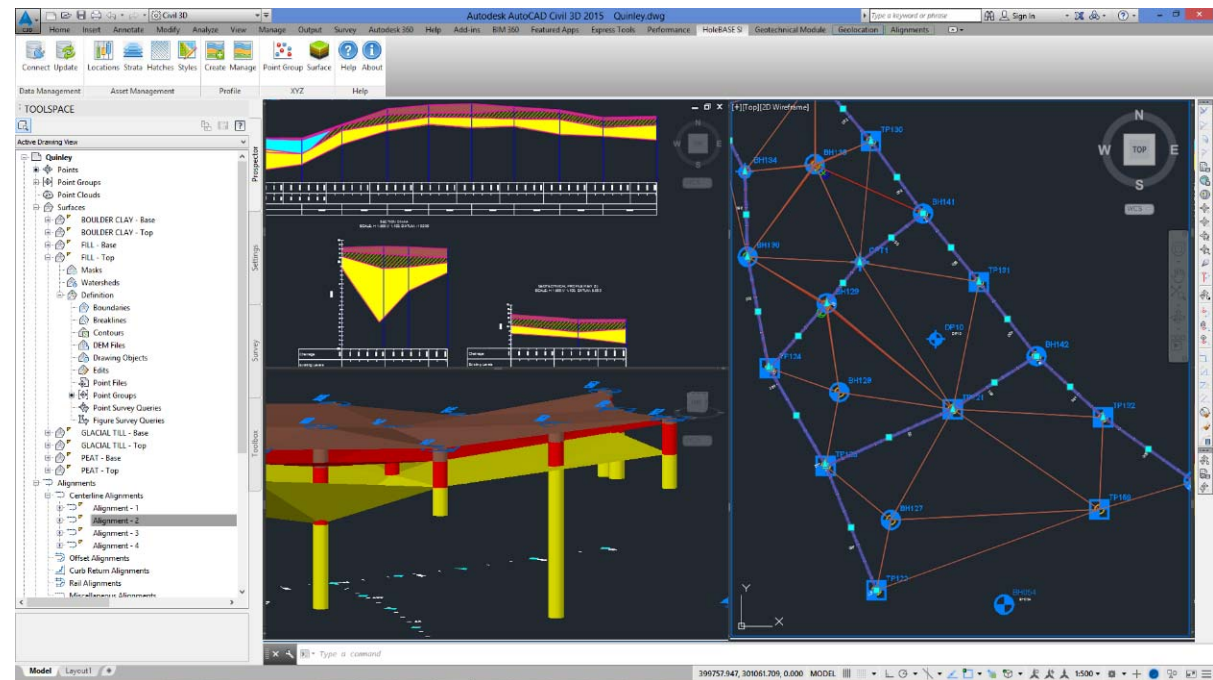 Civil 3D
Autodesk AutoCAD Civil 3D 2015 Quinley.dwg
Type a keyword or phrase
Sign In
Home Insert Annotate Modify Analyze View Manage Output Survey Autodesk 360 Help Add-ins BIM 360 Featured Apps Express Tools Performance HoleBASE SI Geotechnical Module Geolocation Alignments
Connect Update Locations Strata Hatches Styles Create Manage Point Group Surface Help About
Data Management Asset Management Profile XYZ Help
TOOLSPACE
Active Drawing View
Quinley
Points
Point Groups
Point Clouds
Surfaces
BOULDER CLAY - Base
BOULDER CLAY - Top
FILL - Base
FILL - Top
Masks
Watersheds
Definition
Boundaries
Breaklines
Contours
DEM Files
Drawing Objects
Edits
Point Files
Point Groups
Point Survey Queries
Figure Survey Queries
GLACIAL TILL - Base
GLACIAL TILL - Top
PEAT - Base
PEAT - Top
Alignments
Centerline Alignments
Alignment - 1
Alignment - 2
Alignment - 3
Alignment - 4
Offset Alignments
Curb Return Alignments
Rail Alignments
Miscellaneous Alignments
Prospector
Settings
Survey
Toolbox
[+][Top][2D Wireframe]
N
W TOP E
S
WCS
TP130
BH134
BH141
TP131
BH129
DP10
BH142
TP134
BH128
TP132
BH127
BH054
Y
X
Type a command
Model Layout1
399757.947, 301061.709, 0.000 MODEL
1:500